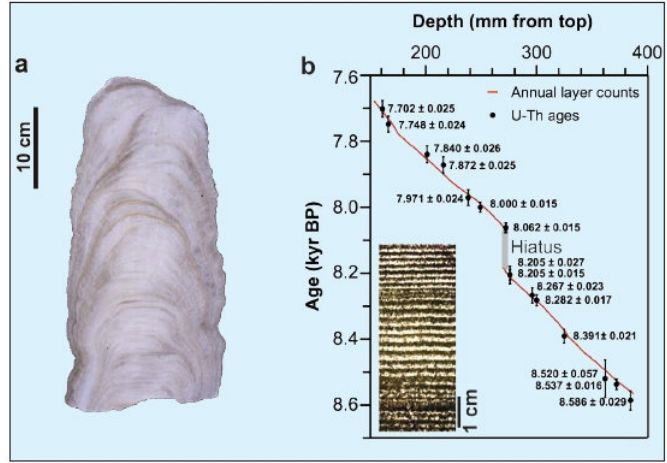 a
10 cm
b
Depth (mm from top)
200
300
400
Age (kyr BP)
7.6
7.8
8.0
8.2
8.4
8.6
Annual layer counts
U-Th ages
7.702 ± 0.025
7.748 ± 0.024
7.840 ± 0.026
7.872 ± 0.025
7.971 ± 0.024
8.000 ± 0.015
8.062 ± 0.015
Hiatus
8.205 ± 0.027
8.205 ± 0.015
8.267 ± 0.023
8.282 ± 0.017
8.391 ± 0.021
8.520 ± 0.057
8.537 ± 0.016
8.586 ± 0.029
1 cm